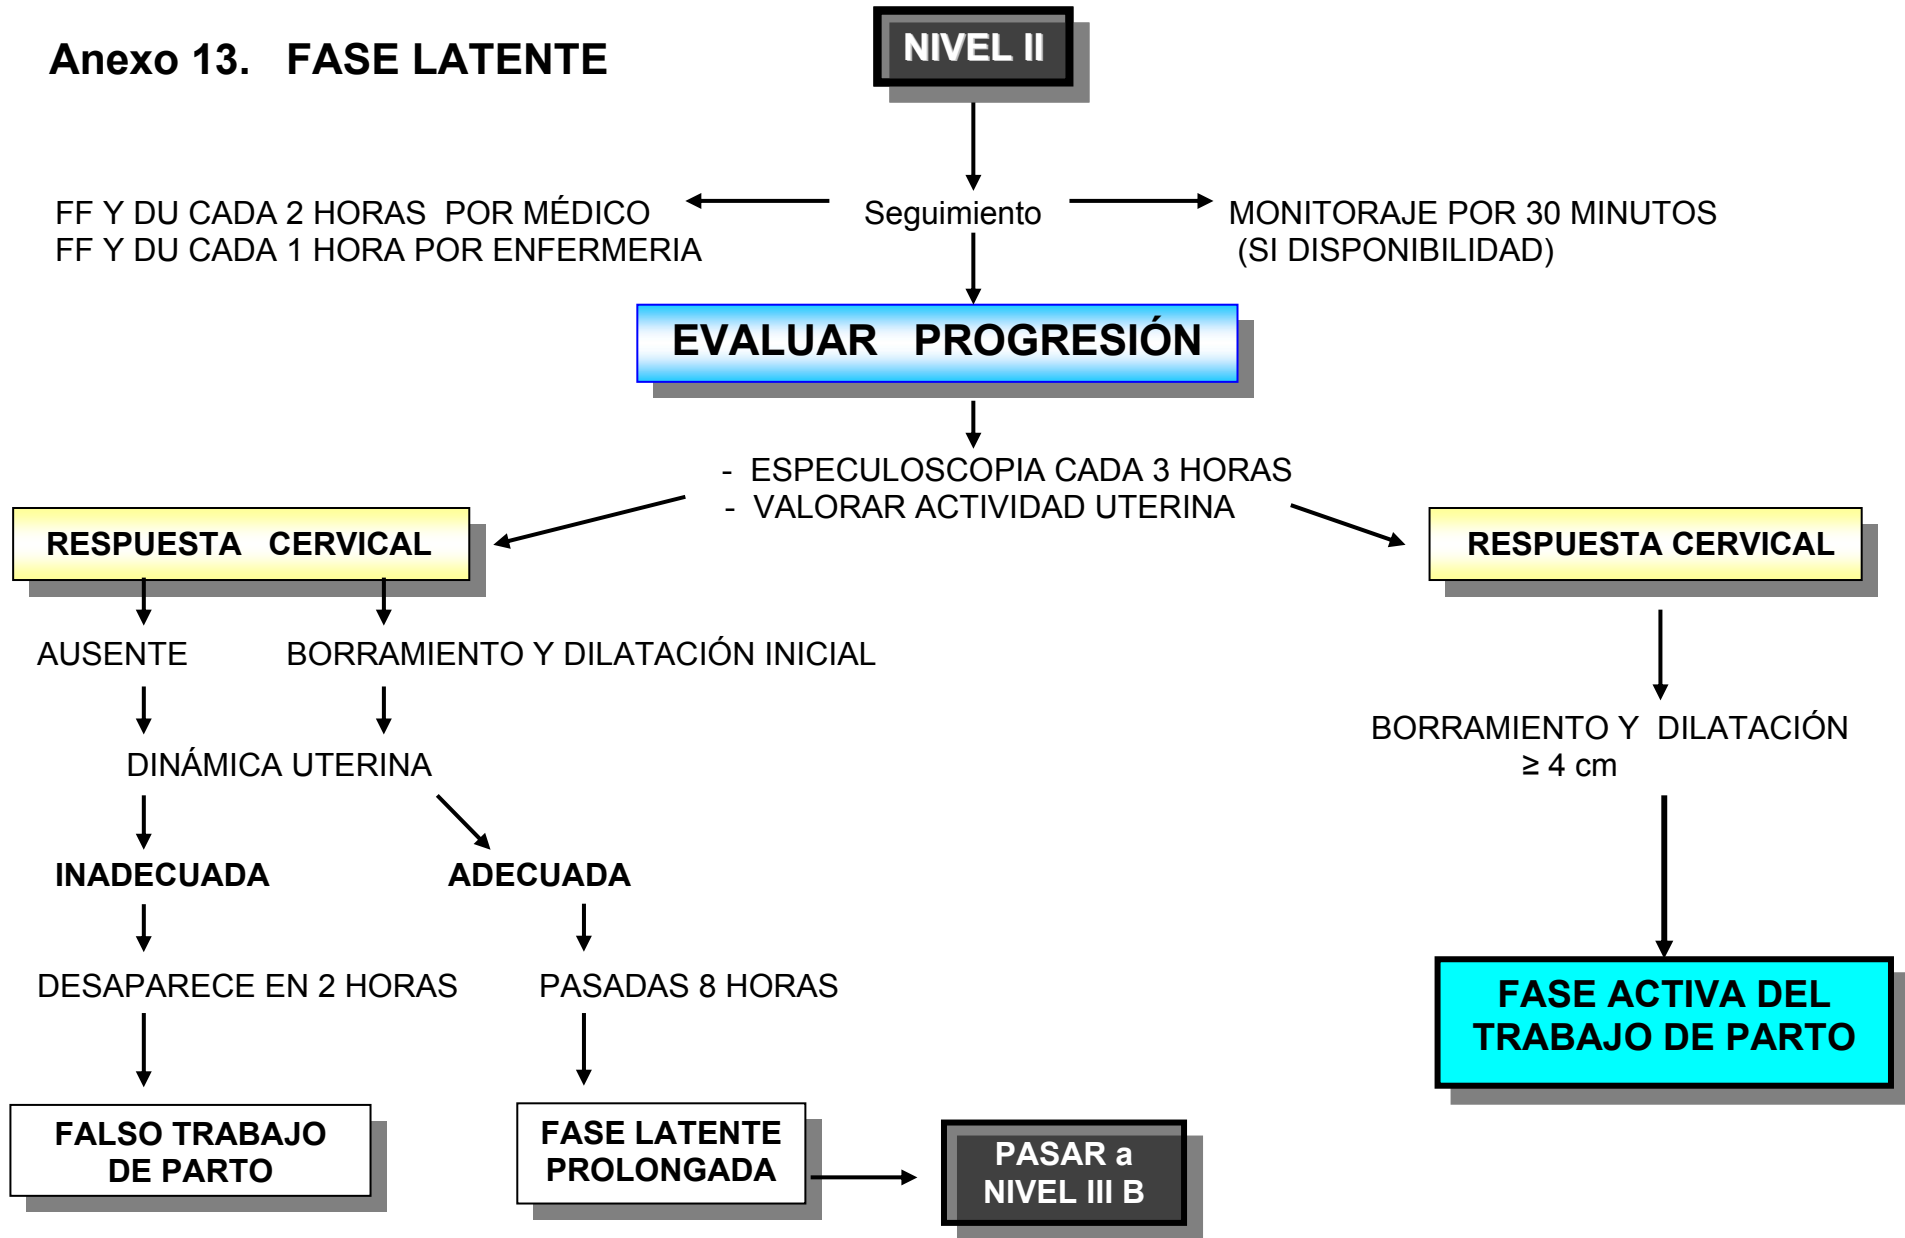 Anexo 13. FASE LATENTE
NIVEL II
FF Y DU CADA 2 HORAS POR MÉDICO
FF Y DU CADA 1 HORA POR ENFERMERIA
Seguimiento
MONITORAJE POR 30 MINUTOS
(SI DISPONIBILIDAD)
EVALUAR PROGRESIÓN
- ESPECULOSCOPIA CADA 3 HORAS
- VALORAR ACTIVIDAD UTERINA
RESPUESTA CERVICAL
RESPUESTA CERVICAL
AUSENTE
BORRAMIENTO Y DILATACIÓN INICIAL
BORRAMIENTO Y DILATACIÓN
≥ 4 cm
DINÁMICA UTERINA
INADECUADA
ADECUADA
DESAPARECE EN 2 HORAS
PASADAS 8 HORAS
FASE ACTIVA DEL
TRABAJO DE PARTO
FALSO TRABAJO
DE PARTO
FASE LATENTE
PROLONGADA
PASAR a
NIVEL III B